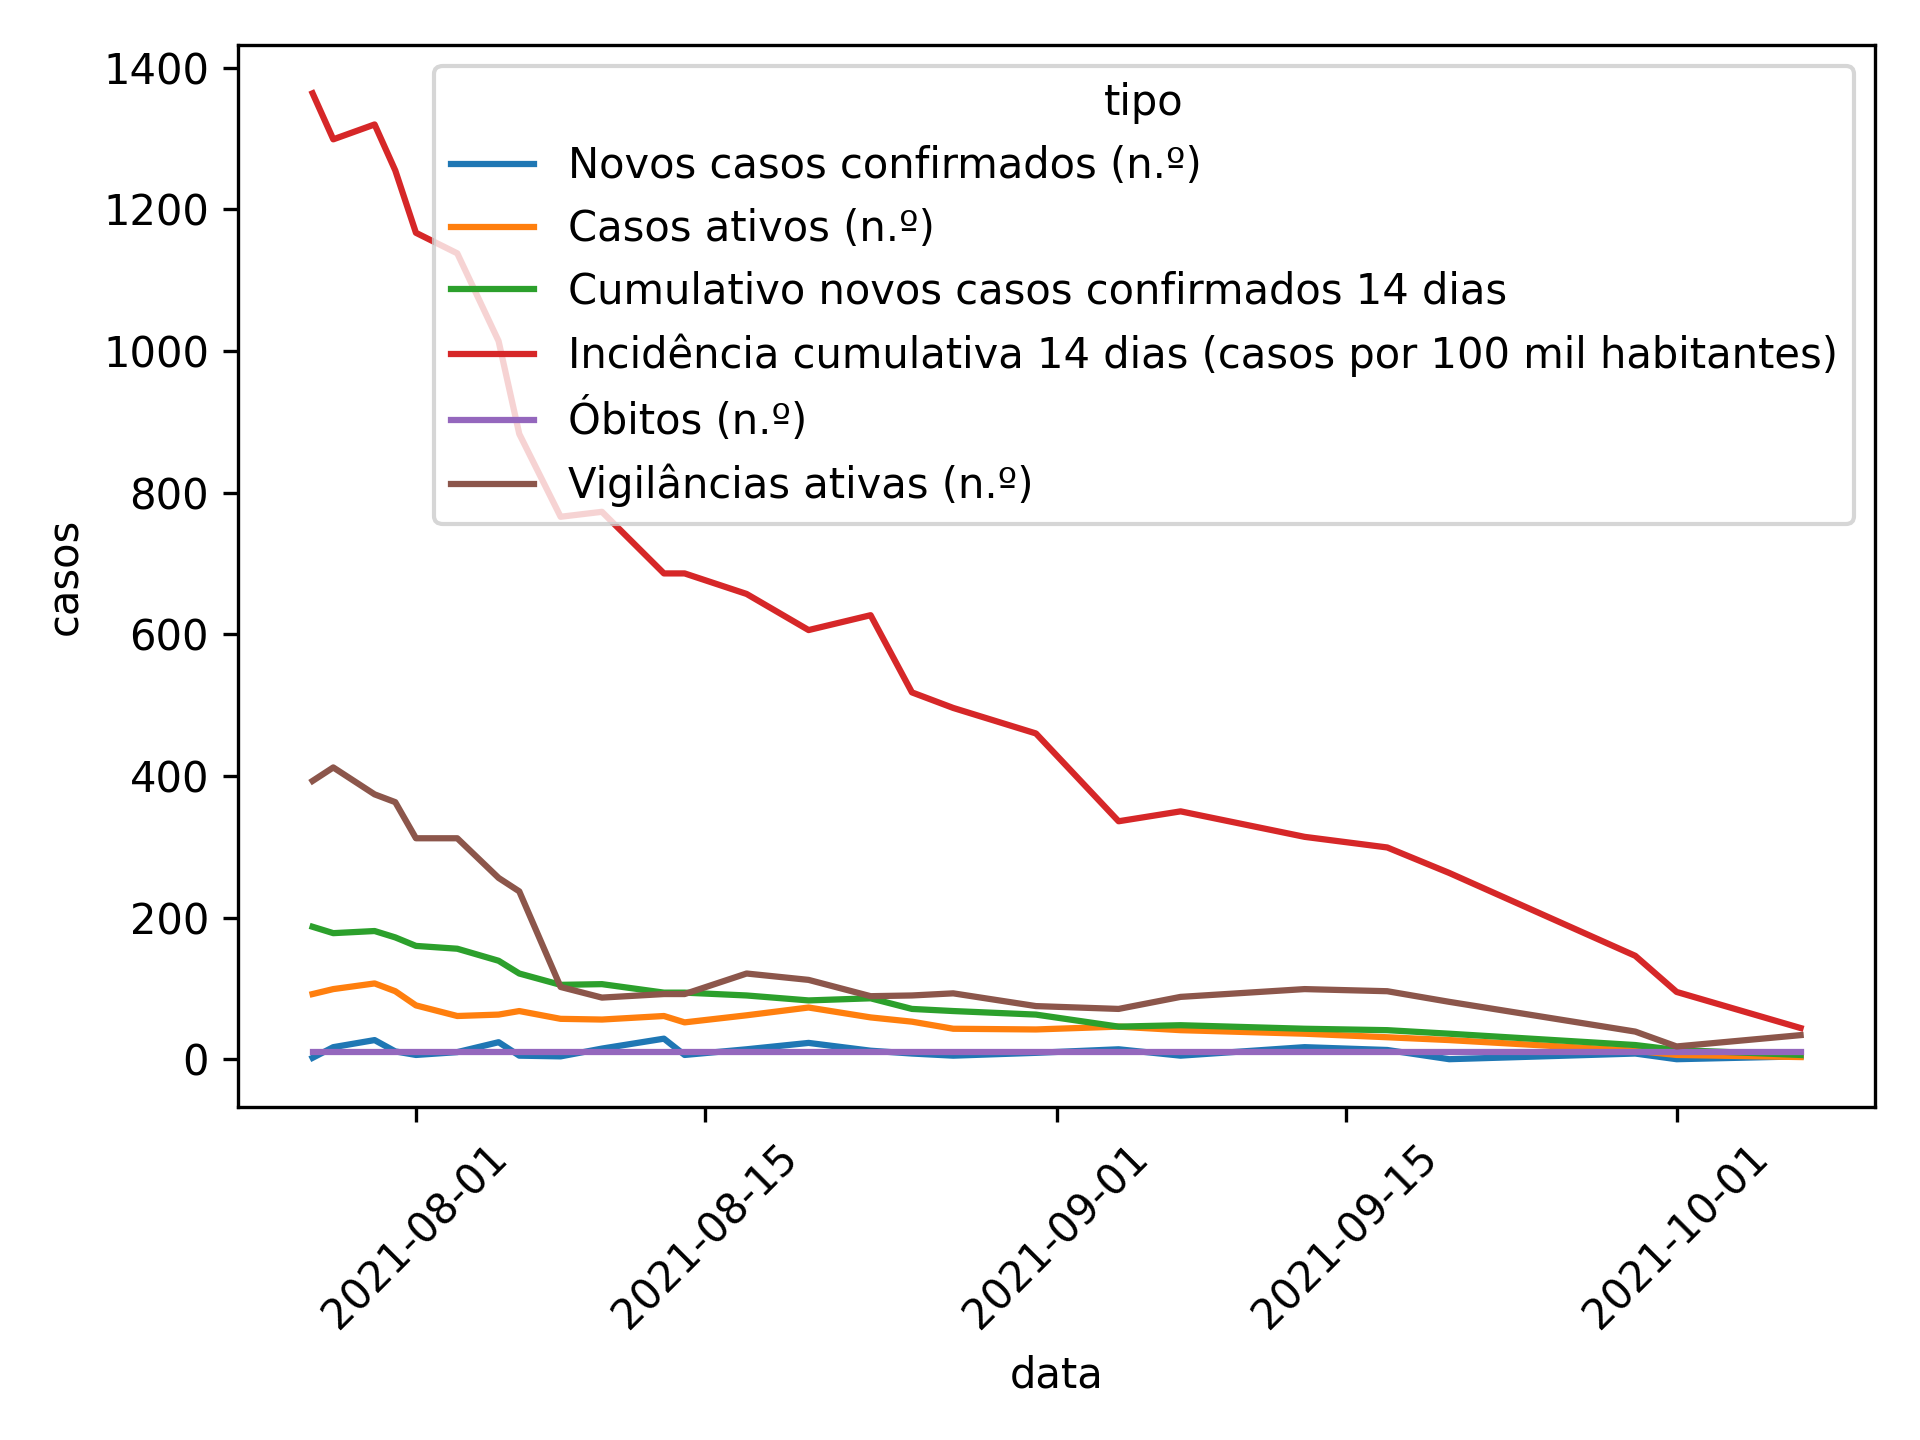 1400
1200
1000
800
600
400
200
0
casos
tipo
Novos casos confirmados (n.º)
Casos ativos (n.º)
Cumulativo novos casos confirmados 14 dias
Incidência cumulativa 14 dias (casos por 100 mil habitantes)
Óbitos (n.º)
Vigilâncias ativas (n.º)
2021-08-01
2021-08-15
2021-09-01
2021-09-15
2021-10-01
data